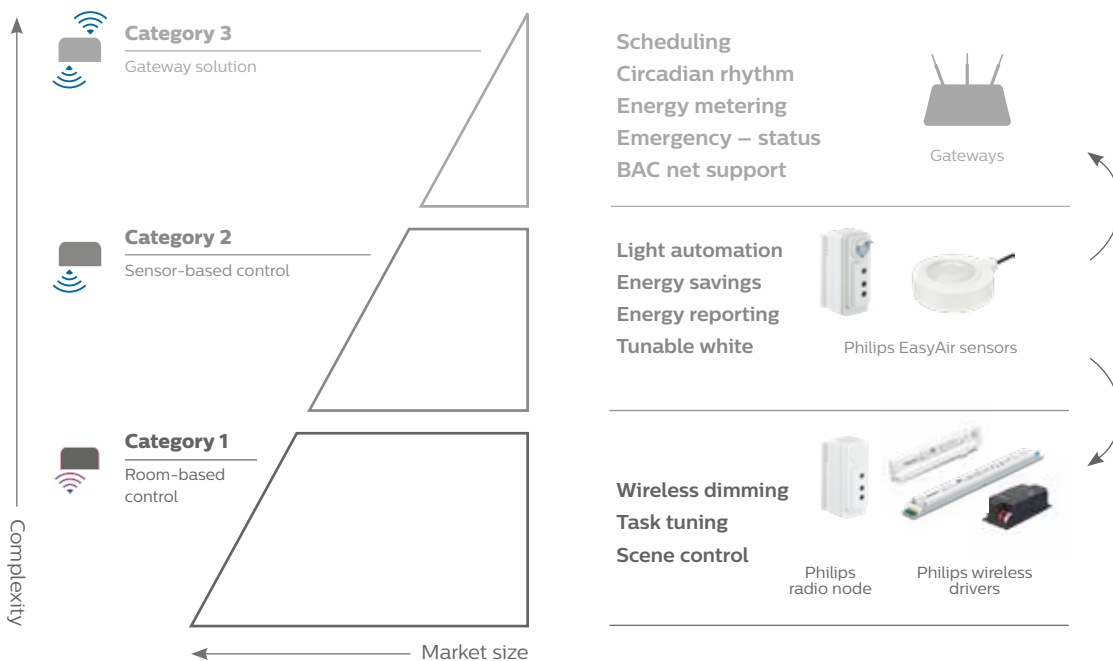 Category 3
Gateway solution
Scheduling
Circadian rhythm
Energy metering
Emergency – status
BAC net support
Gateways
Category 2
Sensor-based control
Light automation
Energy savings
Energy reporting
Tunable white
Philips EasyAir sensors
Category 1
Room-based
control
Wireless dimming
Task tuning
Scene control
Philips
radio node
Philips wireless
drivers
Complexity
Market size